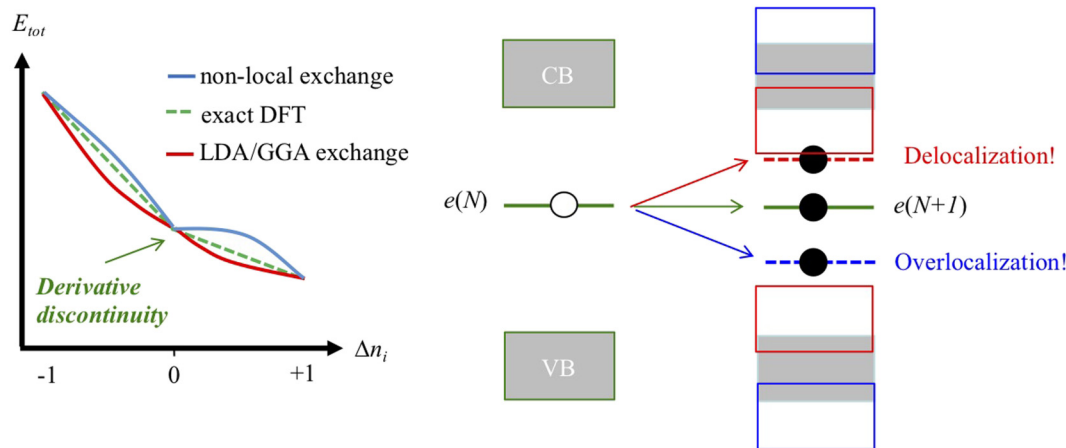 E_tot
non-local exchange
exact DFT
LDA/GGA exchange
Derivative
discontinuity
Δn_i
-1
0
+1
CB
e(N)
VB
Delocalization!
e(N+1)
Overlocalization!